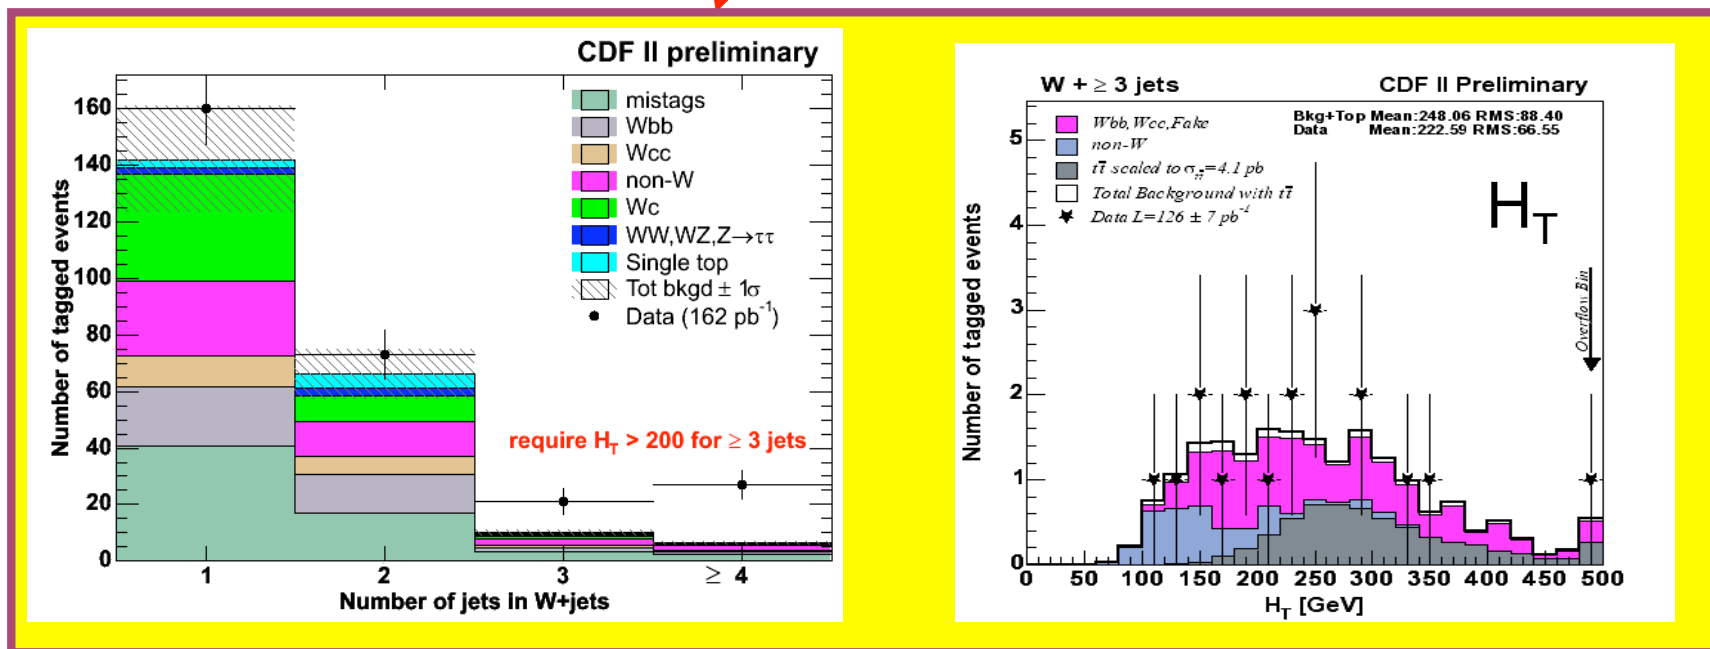 CDF II preliminary
Number of tagged events
160
140
120
100
80
60
40
20
0
mistags
Wbb
Wcc
non-W
Wc
WW,WZ,Z→ττ
Single top
Tot bkgd ± 1σ
Data (162 pb⁻¹)
require H_T > 200 for ≥ 3 jets
1 2 3 ≥ 4
Number of jets in W+jets
W + ≥ 3 jets CDF II Preliminary
Bkg+Top Mean:248.06 RMS:88.40
Data Mean:222.59 RMS:66.55
Wbb,Wcc,Fake
non-W
tt̄ scaled to σ_tt̄=4.1 pb
Total Background with tt̄
Data L=126 ± 7 pb⁻¹
H_T
Overflow Bin
Number of tagged events
5
4
3
2
1
0
0 50 100 150 200 250 300 350 400 450 500
H_T [GeV]